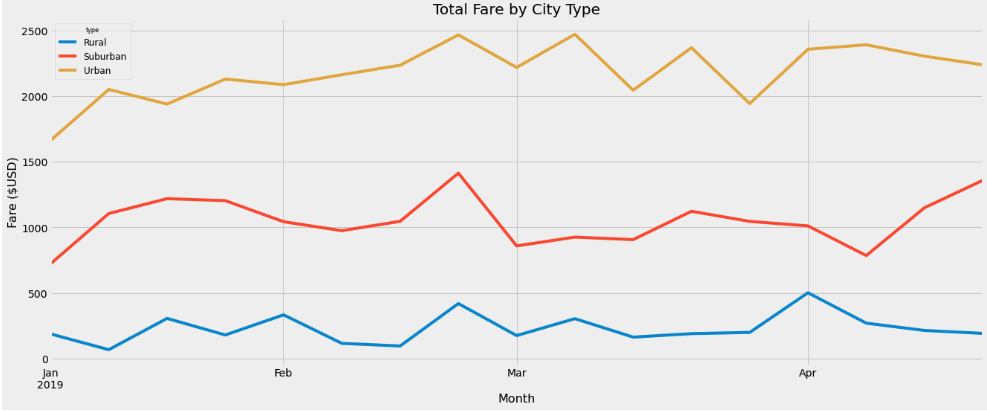 Total Fare by City Type
type
Rural
Suburban
Urban
Fare ($USD)
2500
2000
1500
1000
500
0
Jan
2019
Feb
Mar
Apr
Month